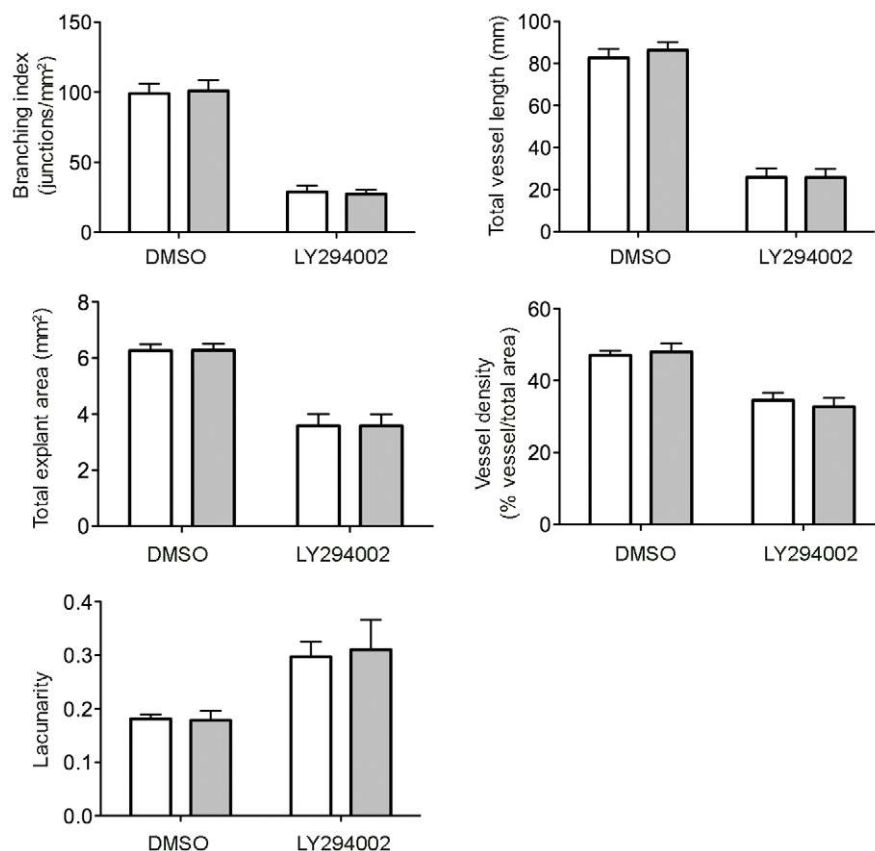 Branching index
(junctions/mm²)
150
100
50
0
DMSO
LY294002
Total vessel length (mm)
100
80
60
40
20
0
DMSO
LY294002
Total explant area (mm²)
8
6
4
2
0
DMSO
LY294002
Vessel density
(% vessel/total area)
60
40
20
0
DMSO
LY294002
Lacunarity
0.4
0.3
0.2
0.1
0.0
DMSO
LY294002